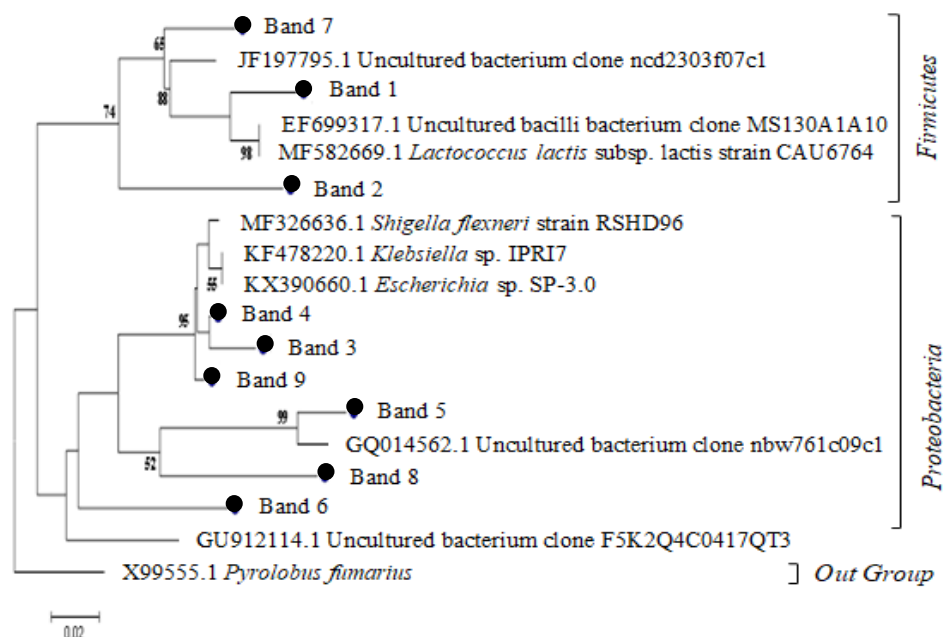 Band 7
65
JF197795.1 Uncultured bacterium clone ncd2303f07c1
88
Band 1
74
EF699317.1 Uncultured bacilli bacterium clone MS130A1A10
98
MF582669.1 Lactococcus lactis subsp. lactis strain CAU6764
Band 2
Firmicutes
MF326636.1 Shigella flexneri strain RSHD96
KF478220.1 Klebsiella sp. IPRI7
55
KX390660.1 Escherichia sp. SP-3.0
95
Band 4
Band 3
Band 9
Band 5
99
GQ014562.1 Uncultured bacterium clone nbw761c09c1
52
Band 8
Band 6
Proteobacteria
GU912114.1 Uncultured bacterium clone F5K2Q4C0417QT3
X99555.1 Pyrolobus fumarius
Out Group
0.02